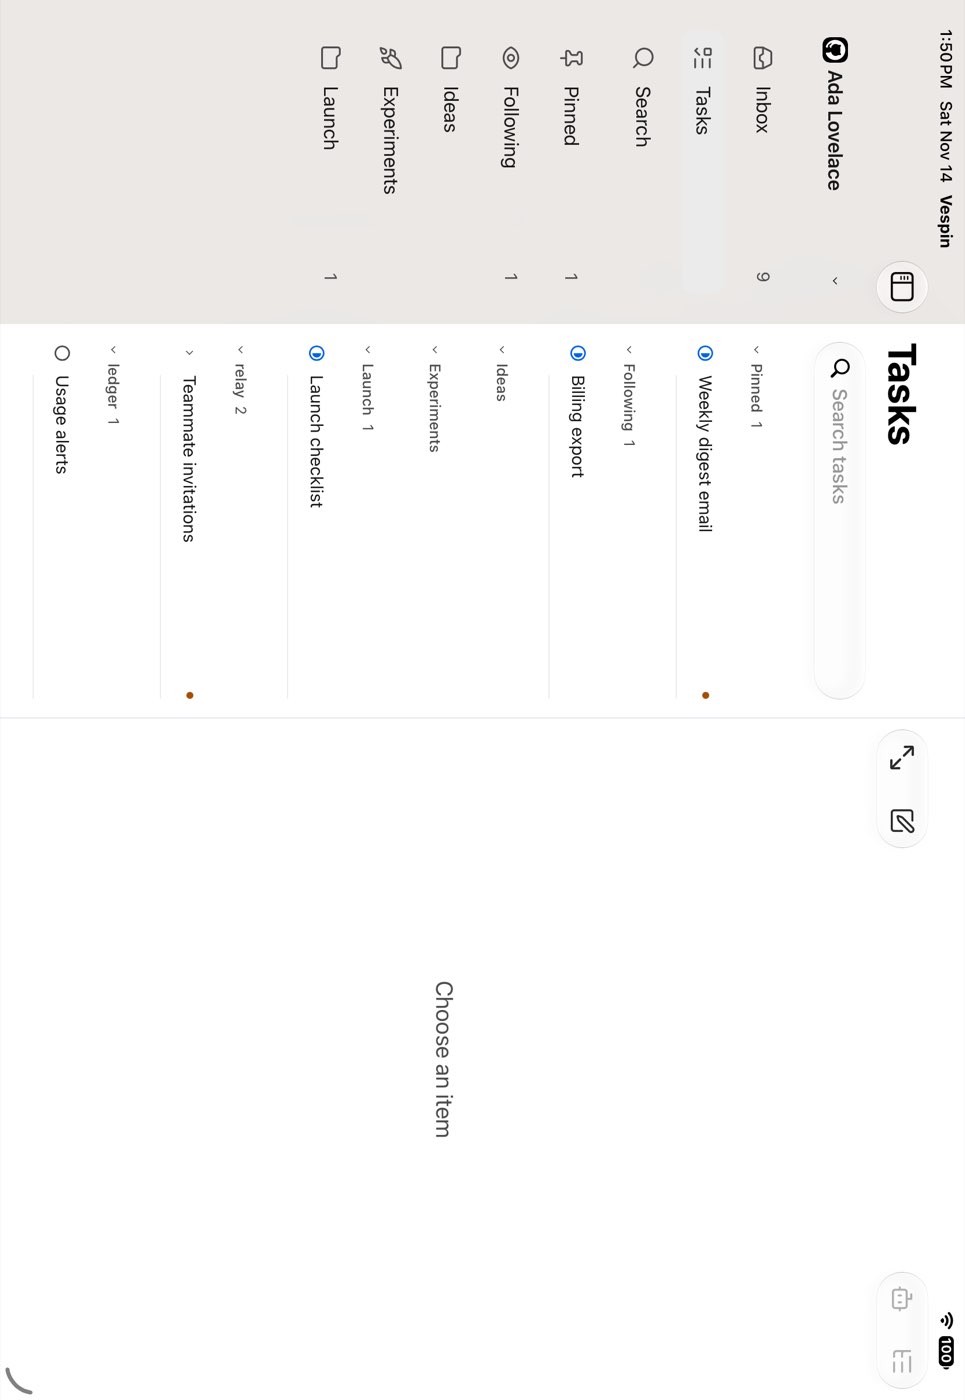 1:50 PM Sat Nov 14 Vespin
100
Ada Lovelace
Inbox 9
Tasks
Search
Pinned 1
Following 1
Ideas
Experiments
Launch 1
Tasks
Search tasks
Pinned 1
Weekly digest email
Following 1
Billing export
Ideas
Experiments
Launch 1
Launch checklist
relay 2
Teammate invitations
ledger 1
Usage alerts
Choose an item